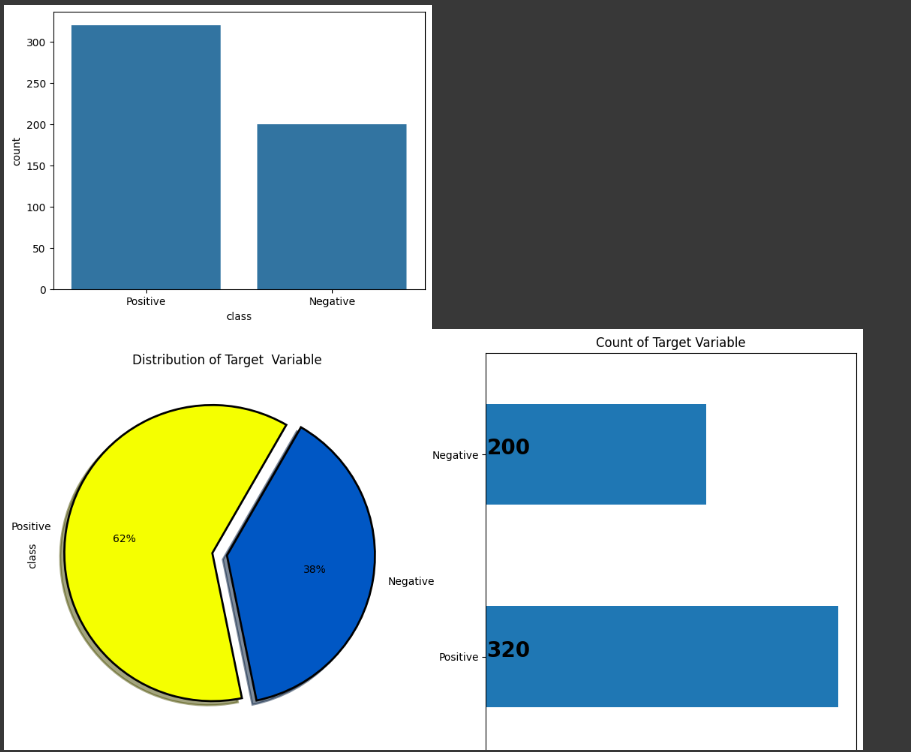 300
250
200
150
100
50
0
count
Positive
Negative
class
Distribution of Target  Variable
Positive
class
62%
38%
Negative
Count of Target Variable
Negative
200
Positive
320